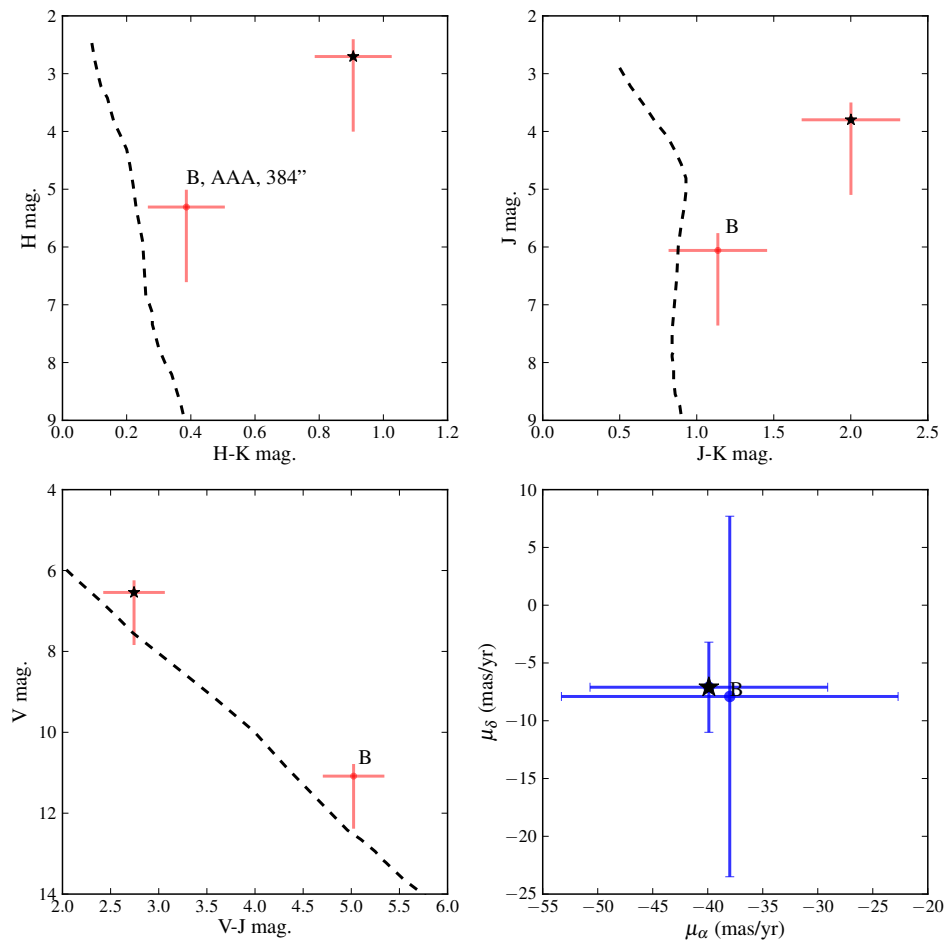 2
3
4
5
6
7
8
9
H mag.
B, AAA, 384”
0.0 0.2 0.4 0.6 0.8 1.0 1.2
H-K mag.
2
3
4
5
6
7
8
9
J mag.
B
0.0 0.5 1.0 1.5 2.0 2.5
J-K mag.
4
6
8
10
12
14
V mag.
B
2.0 2.5 3.0 3.5 4.0 4.5 5.0 5.5 6.0
V-J mag.
10
5
0
−5
−10
−15
−20
−25
μδ (mas/yr)
B
−55 −50 −45 −40 −35 −30 −25 −20
μα (mas/yr)